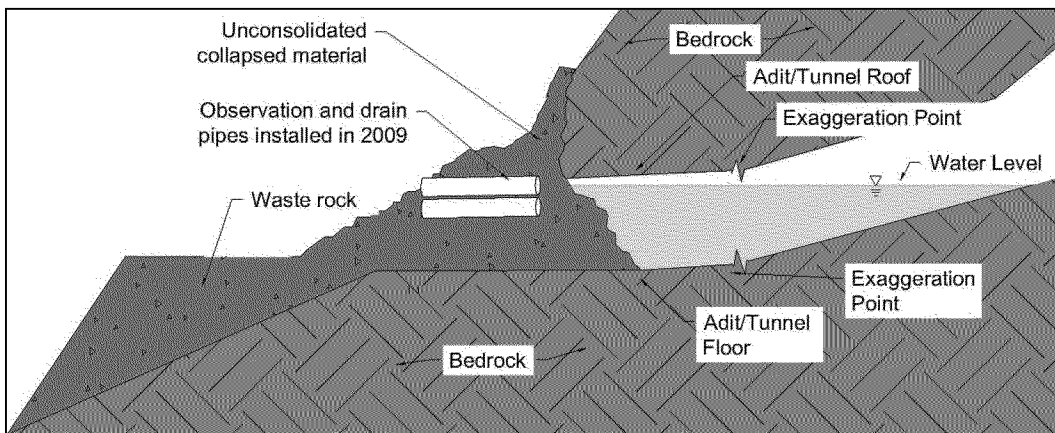 Unconsolidated
collapsed material
Bedrock
Adit/Tunnel Roof
Observation and drain
pipes installed in 2009
Exaggeration Point
Water Level
Waste rock
Exaggeration
Point
Adit/Tunnel
Floor
Bedrock